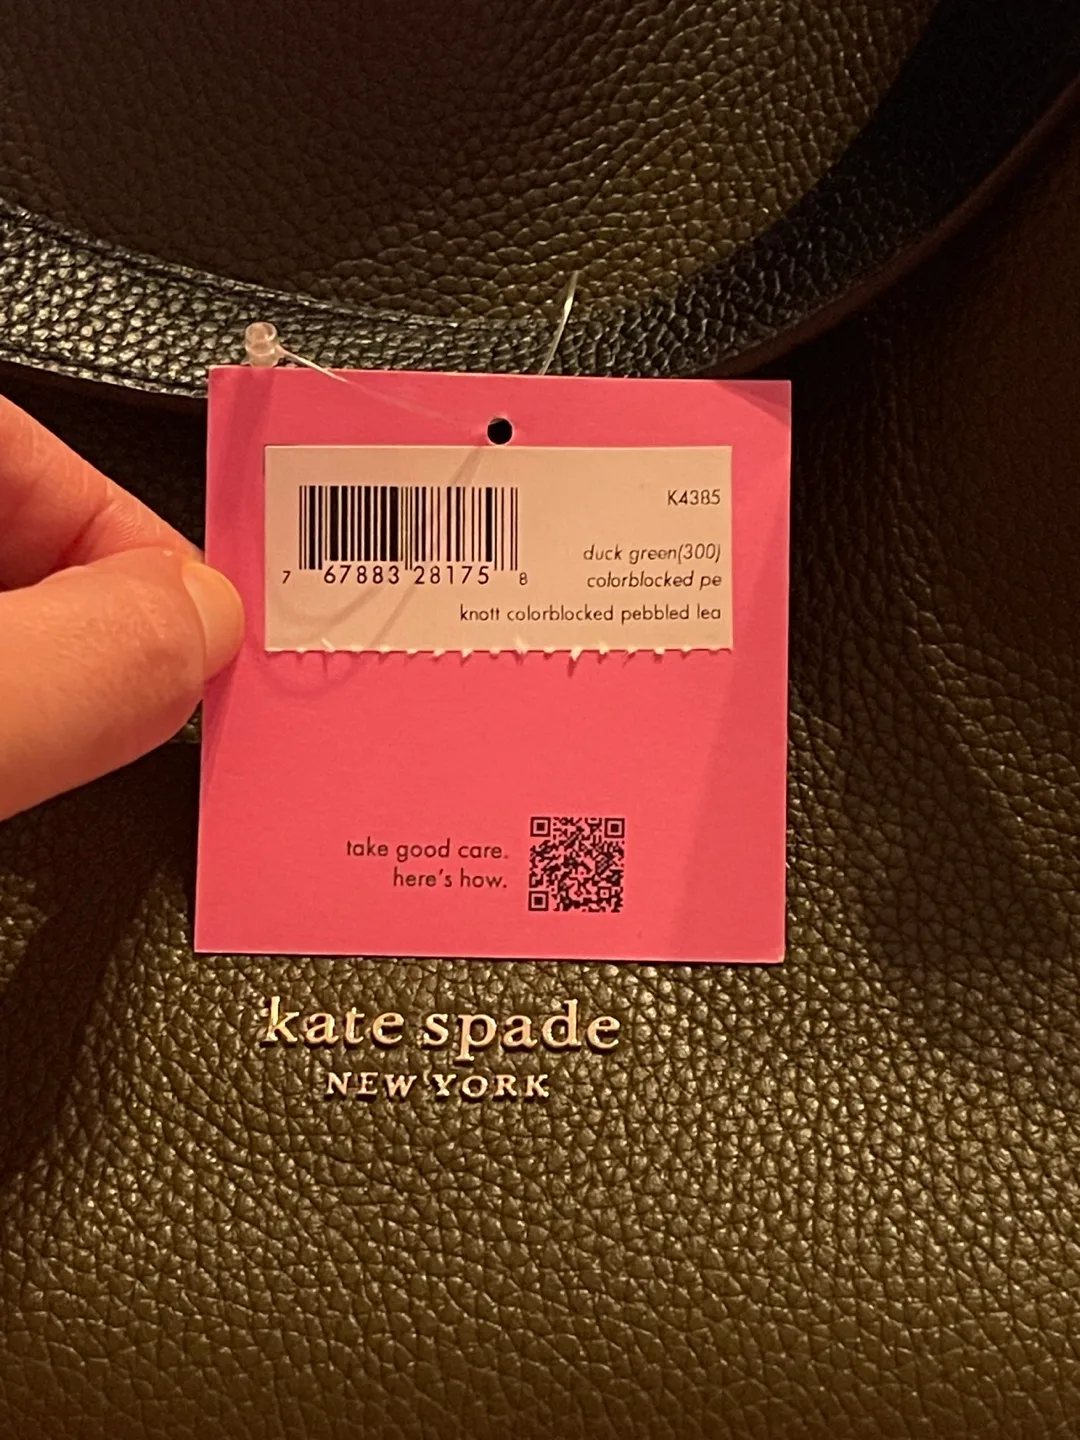 K4385
duck green(300)
colorblocked pe
knott colorblocked pebbled lea
7 67883 28175 8
take good care.
here's how.
kate spade
NEW YORK